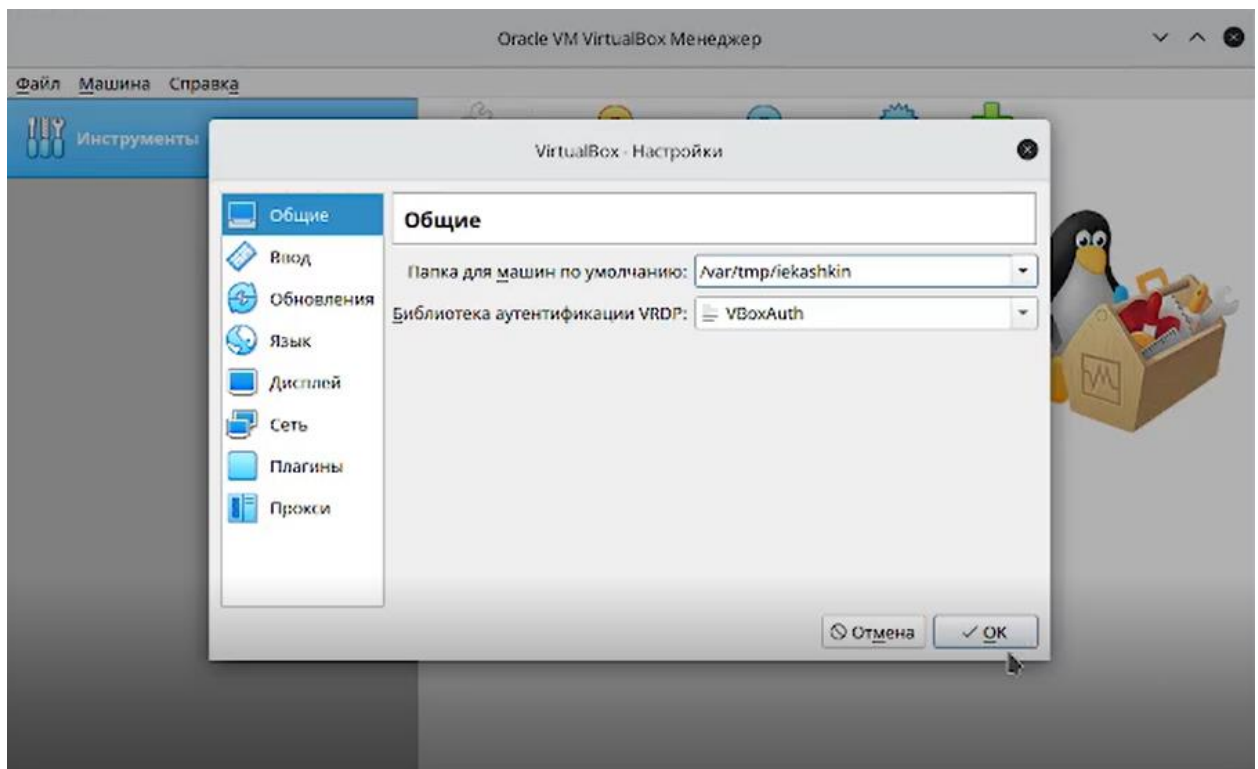 Oracle VM VirtualBox Менеджер
Файл Машина Справка
Инструменты
VirtualBox - Настройки
Общие
Ввод
Обновления
Язык
Дисплей
Сеть
Плагины
Прокси
Общие
Папка для машин по умолчанию: /var/tmp/iekashkin
Библиотека аутентификации VRDP: VBoxAuth
Отмена OK